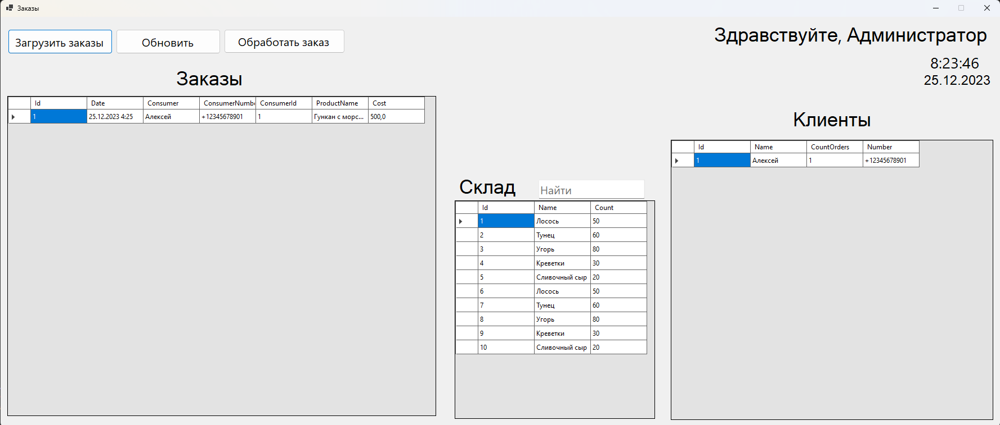 Заказы
Загрузить заказы Обновить Обработать заказ
Здравствуйте, Администратор
8:23:46
25.12.2023
Заказы
Id Date Consumer ConsumerNumb ConsumerId ProductName Cost
1 25.12.2023 4:25 Алексей +12345678901 1 Гункан с морс... 500,0
Склад Найти
Id Name Count
1 Лосось 50
2 Тунец 60
3 Угорь 80
4 Креветки 30
5 Сливочный сыр 20
6 Лосось 50
7 Тунец 60
8 Угорь 80
9 Креветки 30
10 Сливочный сыр 20
Клиенты
Id Name CountOrders Number
1 Алексей 1 +12345678901